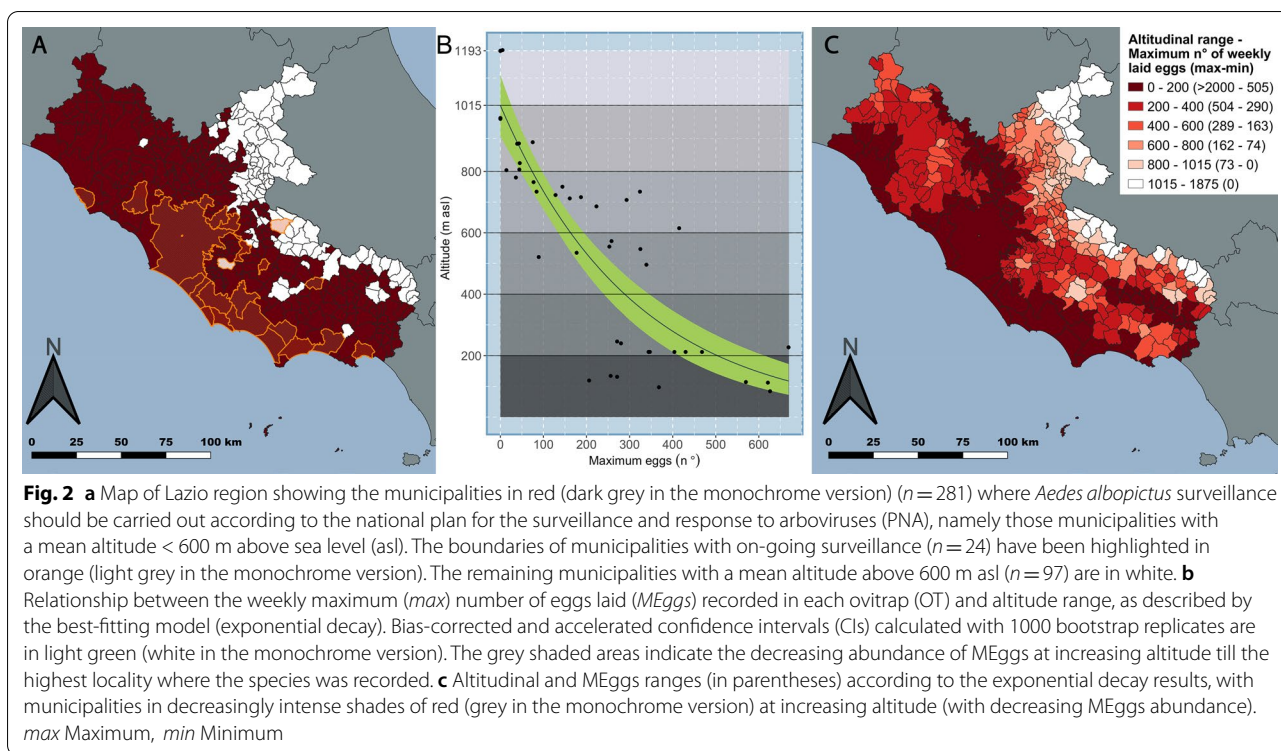 A
N
0 25 50 75 100 km
B
Altitude (m asl)
1193
1015
800
600
400
200
0 100 200 300 400 500 600
Maximum eggs (n °)
C
Altitudinal range -
Maximum n° of weekly
laid eggs (max-min)
0 - 200 (>2000 - 505)
200 - 400 (504 - 290)
400 - 600 (289 - 163)
600 - 800 (162 - 74)
800 - 1015 (73 - 0)
1015 - 1875 (0)
N
0 25 50 75 100 km
Fig. 2 a Map of Lazio region showing the municipalities in red (dark grey in the monochrome version) (n = 281) where Aedes albopictus surveillance
should be carried out according to the national plan for the surveillance and response to arboviruses (PNA), namely those municipalities with
a mean altitude < 600 m above sea level (asl). The boundaries of municipalities with on-going surveillance (n = 24) have been highlighted in
orange (light grey in the monochrome version). The remaining municipalities with a mean altitude above 600 m asl (n = 97) are in white. b
Relationship between the weekly maximum (max) number of eggs laid (MEggs) recorded in each ovitrap (OT) and altitude range, as described by
the best-fitting model (exponential decay). Bias-corrected and accelerated confidence intervals (CIs) calculated with 1000 bootstrap replicates are
in light green (white in the monochrome version). The grey shaded areas indicate the decreasing abundance of MEggs at increasing altitude till the
highest locality where the species was recorded. c Altitudinal and MEggs ranges (in parentheses) according to the exponential decay results, with
municipalities in decreasingly intense shades of red (grey in the monochrome version) at increasing altitude (with decreasing MEggs abundance).
max Maximum, min Minimum